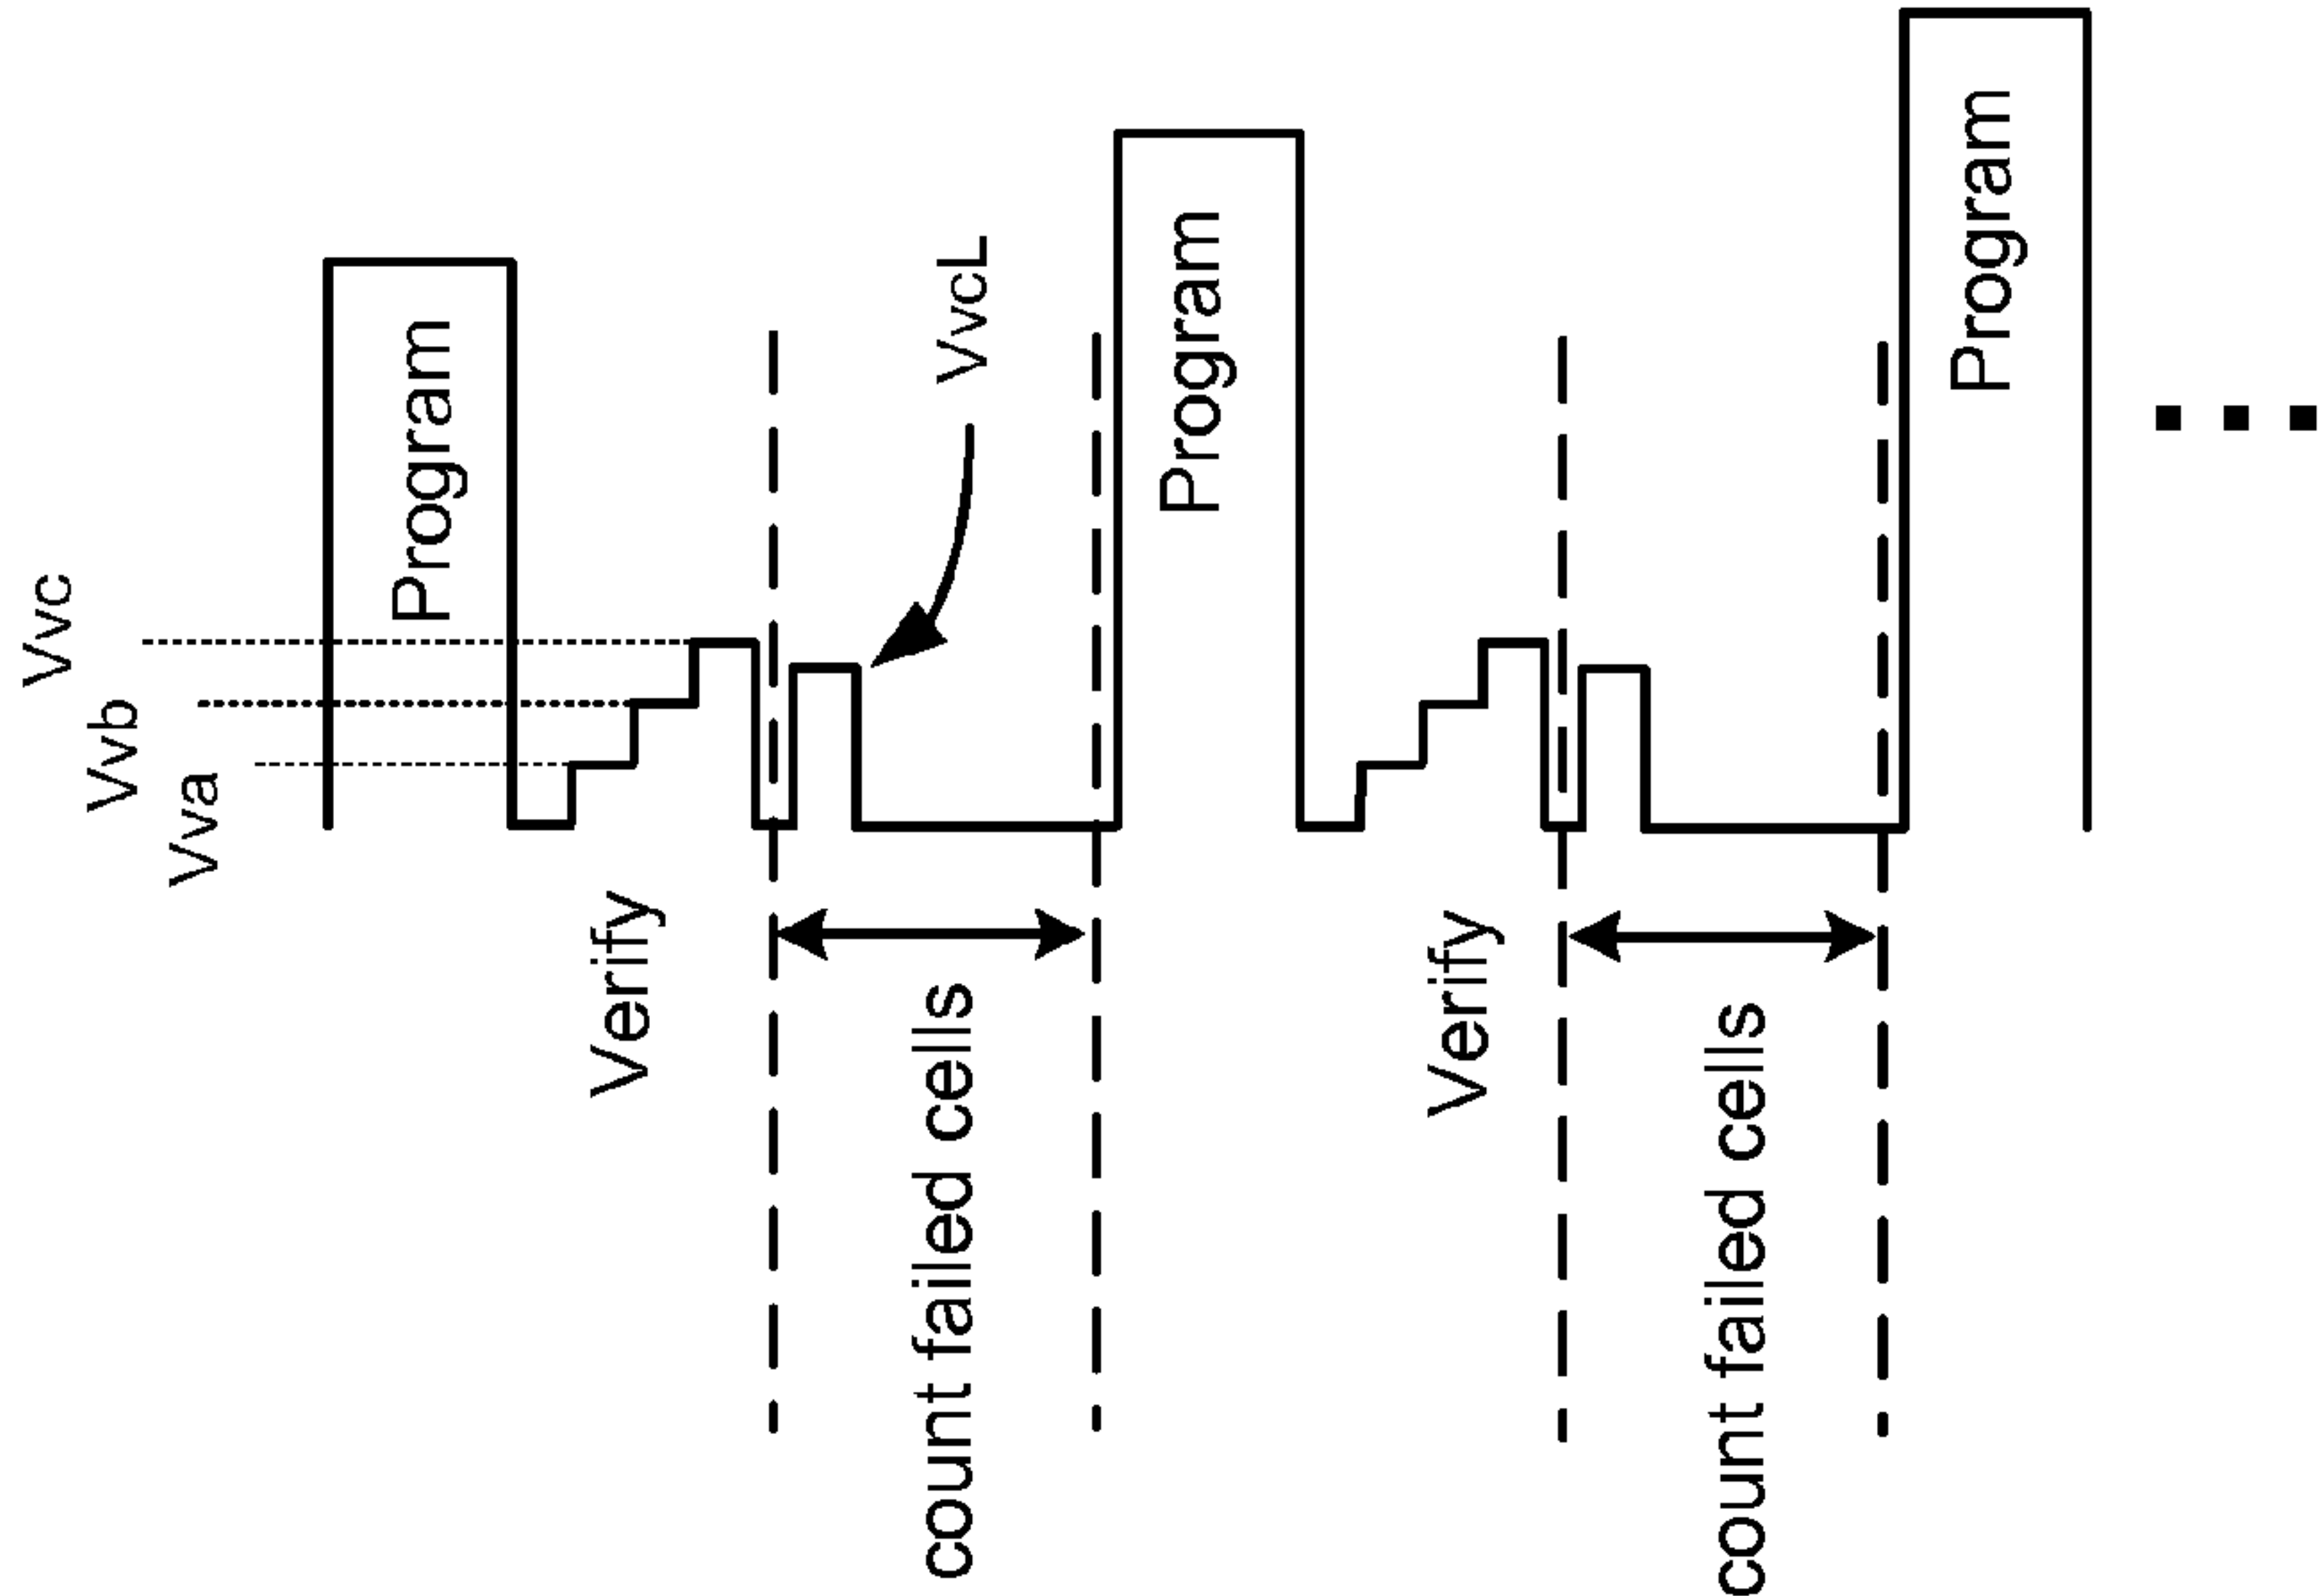 Vvc
Vvb
Vva
Program
Verify
VvcL
count failed cells
Program
Verify
count failed cells
Program